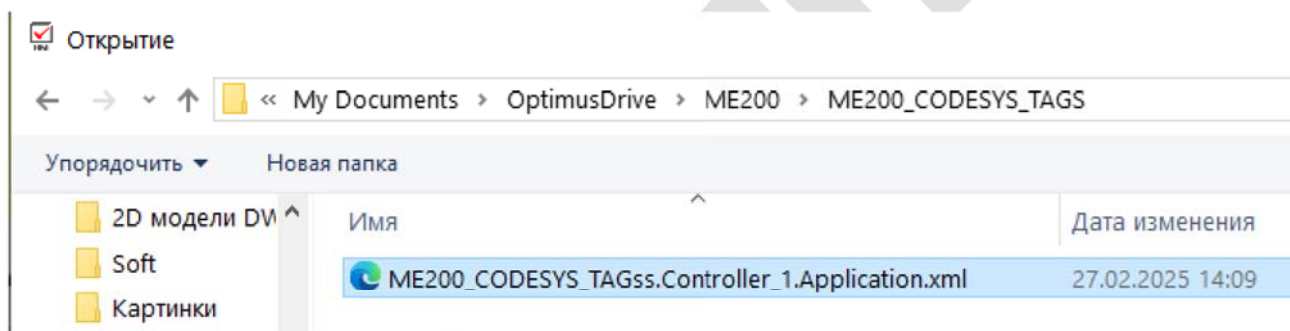 Открытие
« My Documents > OptimusDrive > ME200 > ME200_CODESYS_TAGS
Упорядочить Новая папка
2D модели DW
Имя Дата изменения
Soft
ME200_CODESYS_TAGss.Controller_1.Application.xml 27.02.2025 14:09
Картинки